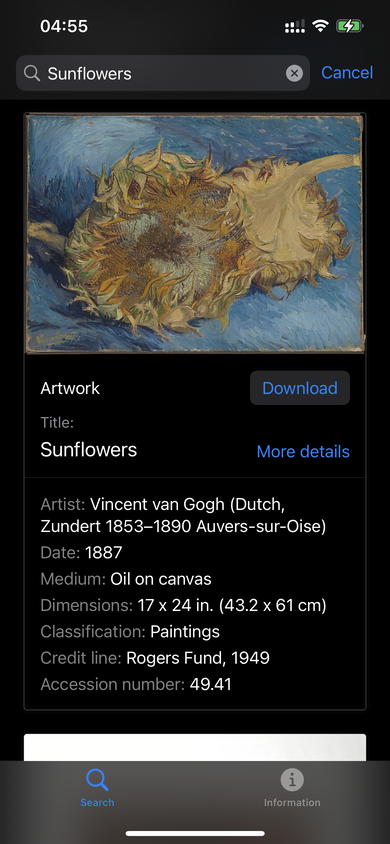 04:55
Sunflowers
Cancel
Artwork
Download
Title:
Sunflowers
More details
Artist: Vincent van Gogh (Dutch,
Zundert 1853–1890 Auvers-sur-Oise)
Date: 1887
Medium: Oil on canvas
Dimensions: 17 x 24 in. (43.2 x 61 cm)
Classification: Paintings
Credit line: Rogers Fund, 1949
Accession number: 49.41
Search
Information